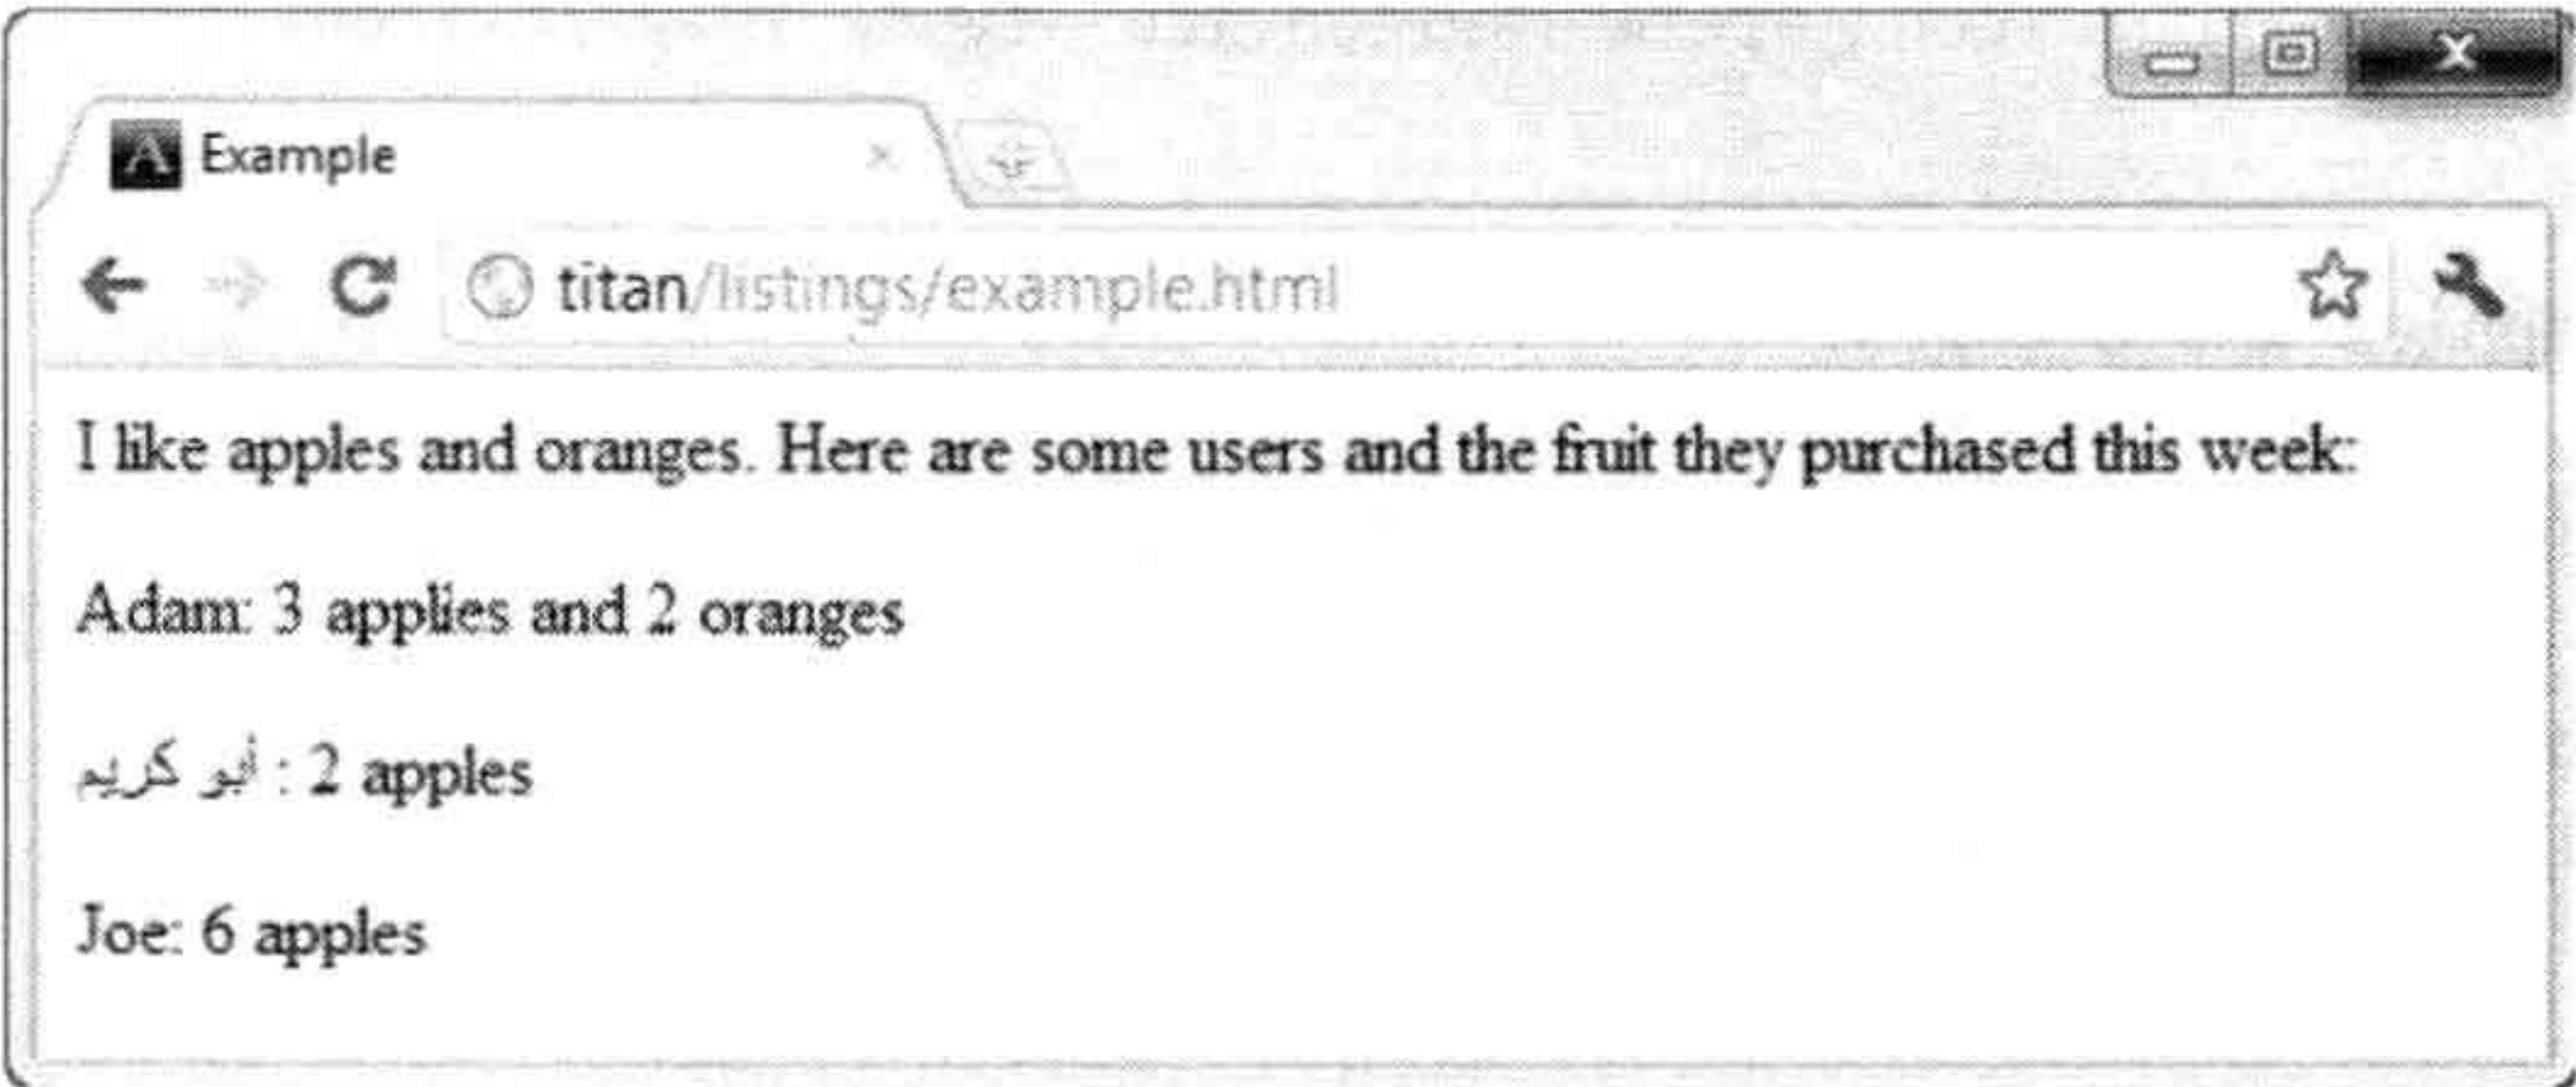 A Example
titan/listings/example.html
I like apples and oranges. Here are some users and the fruit they purchased this week:
Adam: 3 applies and 2 oranges
أبو كريم : 2 apples
Joe: 6 apples